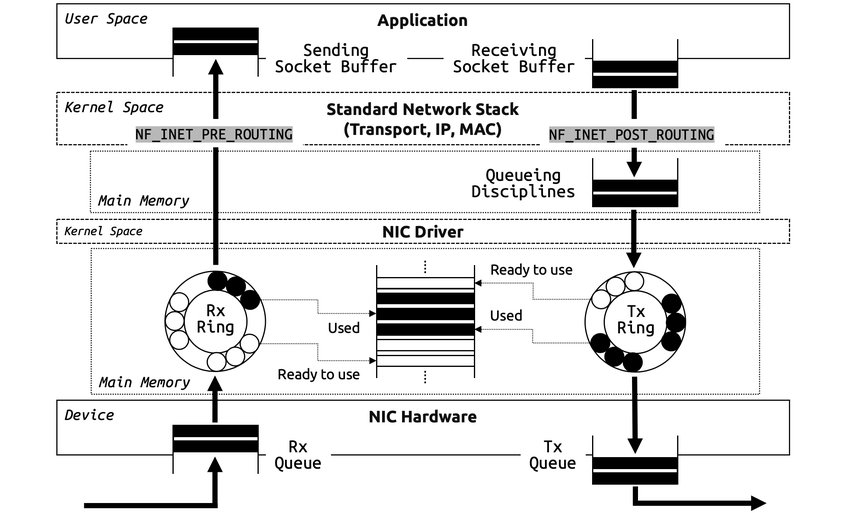 User Space
Application
Sending
Socket Buffer
Receiving
Socket Buffer
Kernel Space
Standard Network Stack
(Transport, IP, MAC)
NF_INET_PRE_ROUTING
NF_INET_POST_ROUTING
Queueing
Disciplines
Main Memory
Kernel Space
NIC Driver
Ready to use
Rx
Ring
Used
Used
Tx
Ring
Ready to use
Main Memory
Device
NIC Hardware
Rx
Queue
Tx
Queue